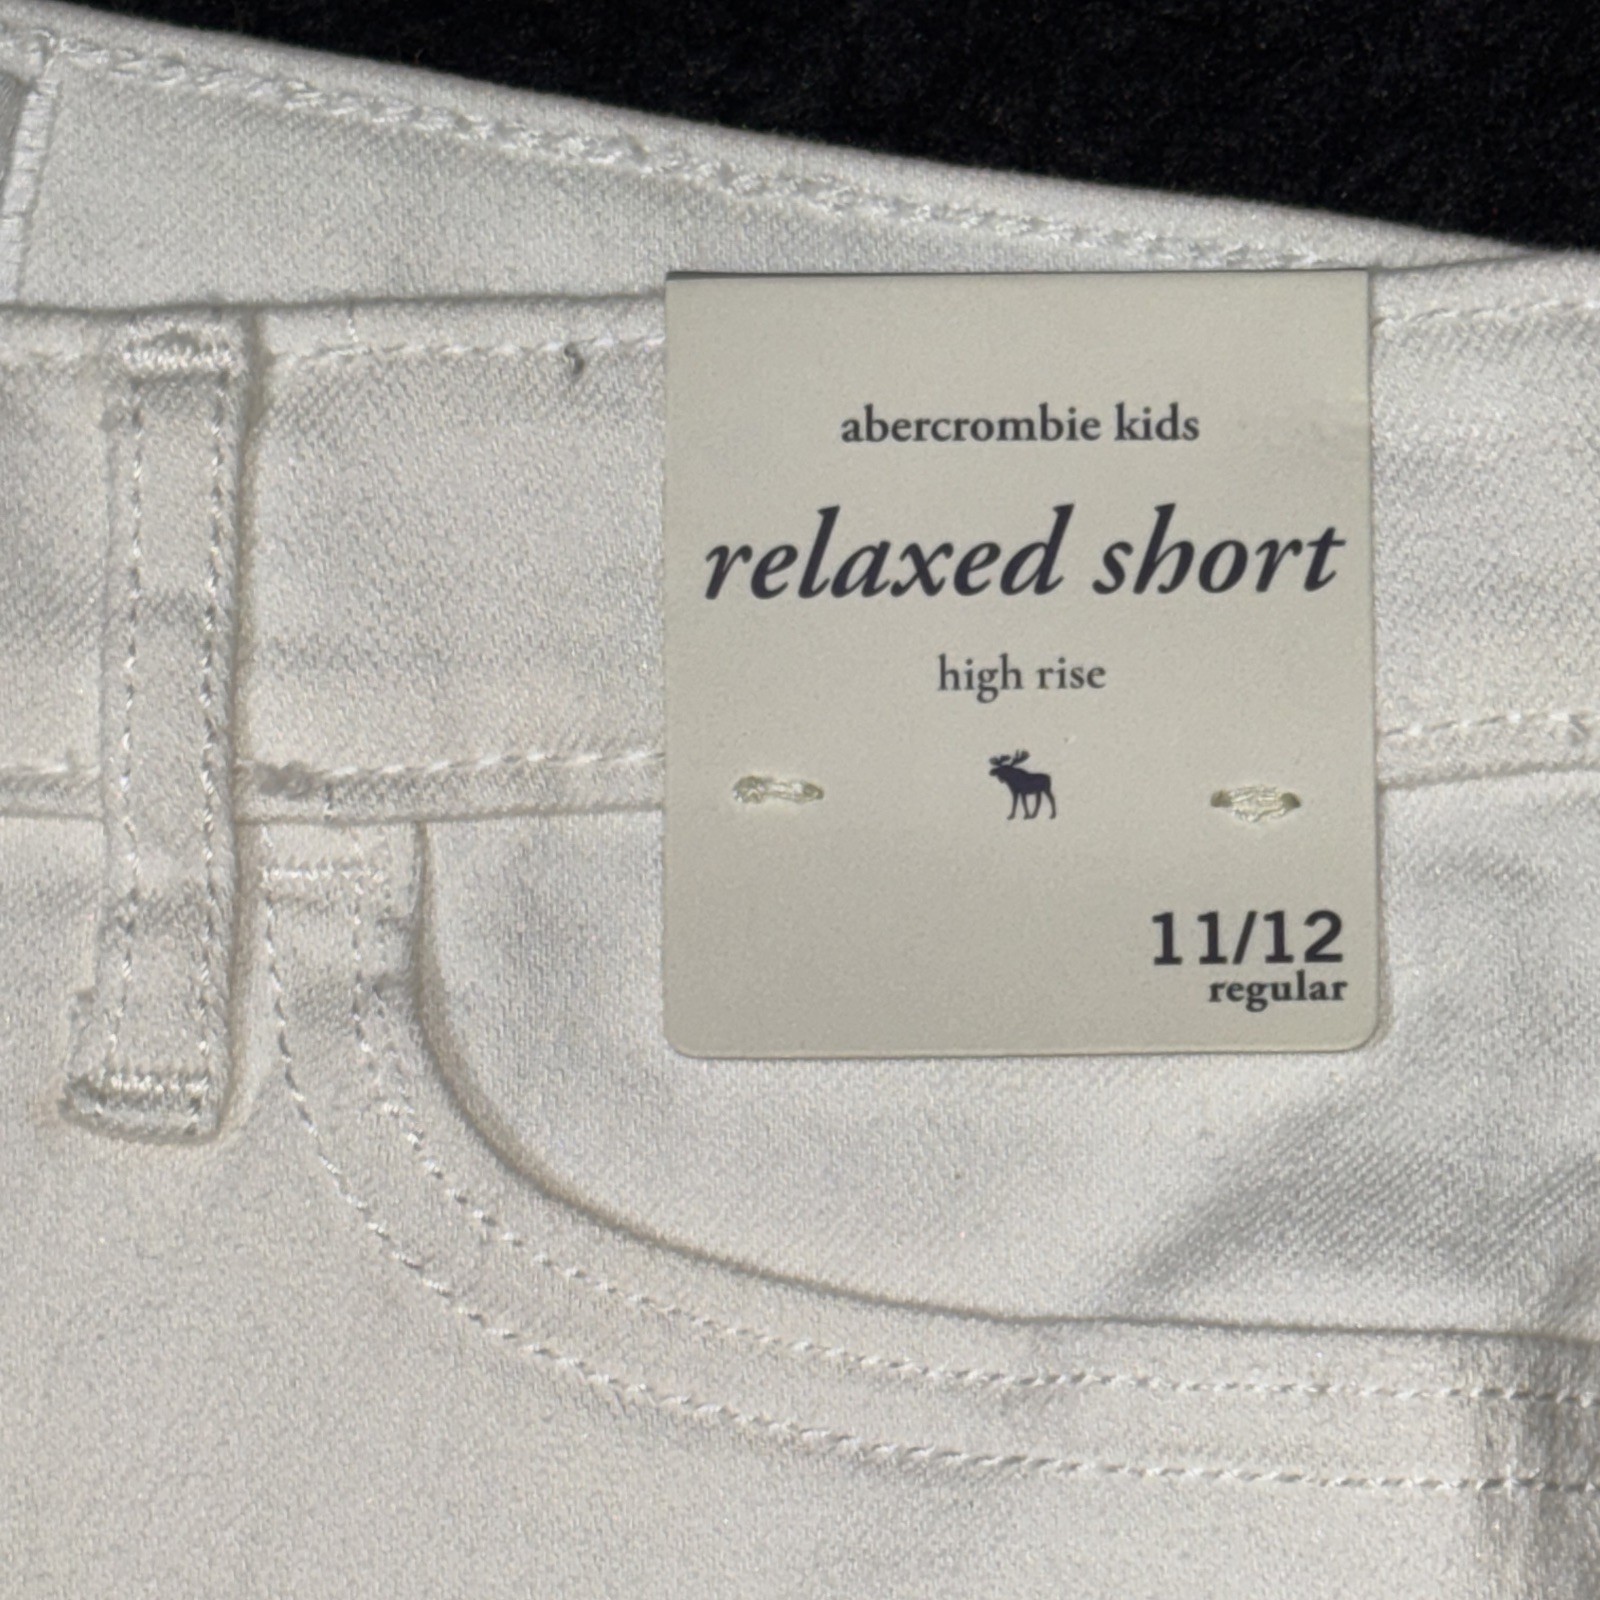 abercrombie kids
relaxed short
high rise
11/12
regular